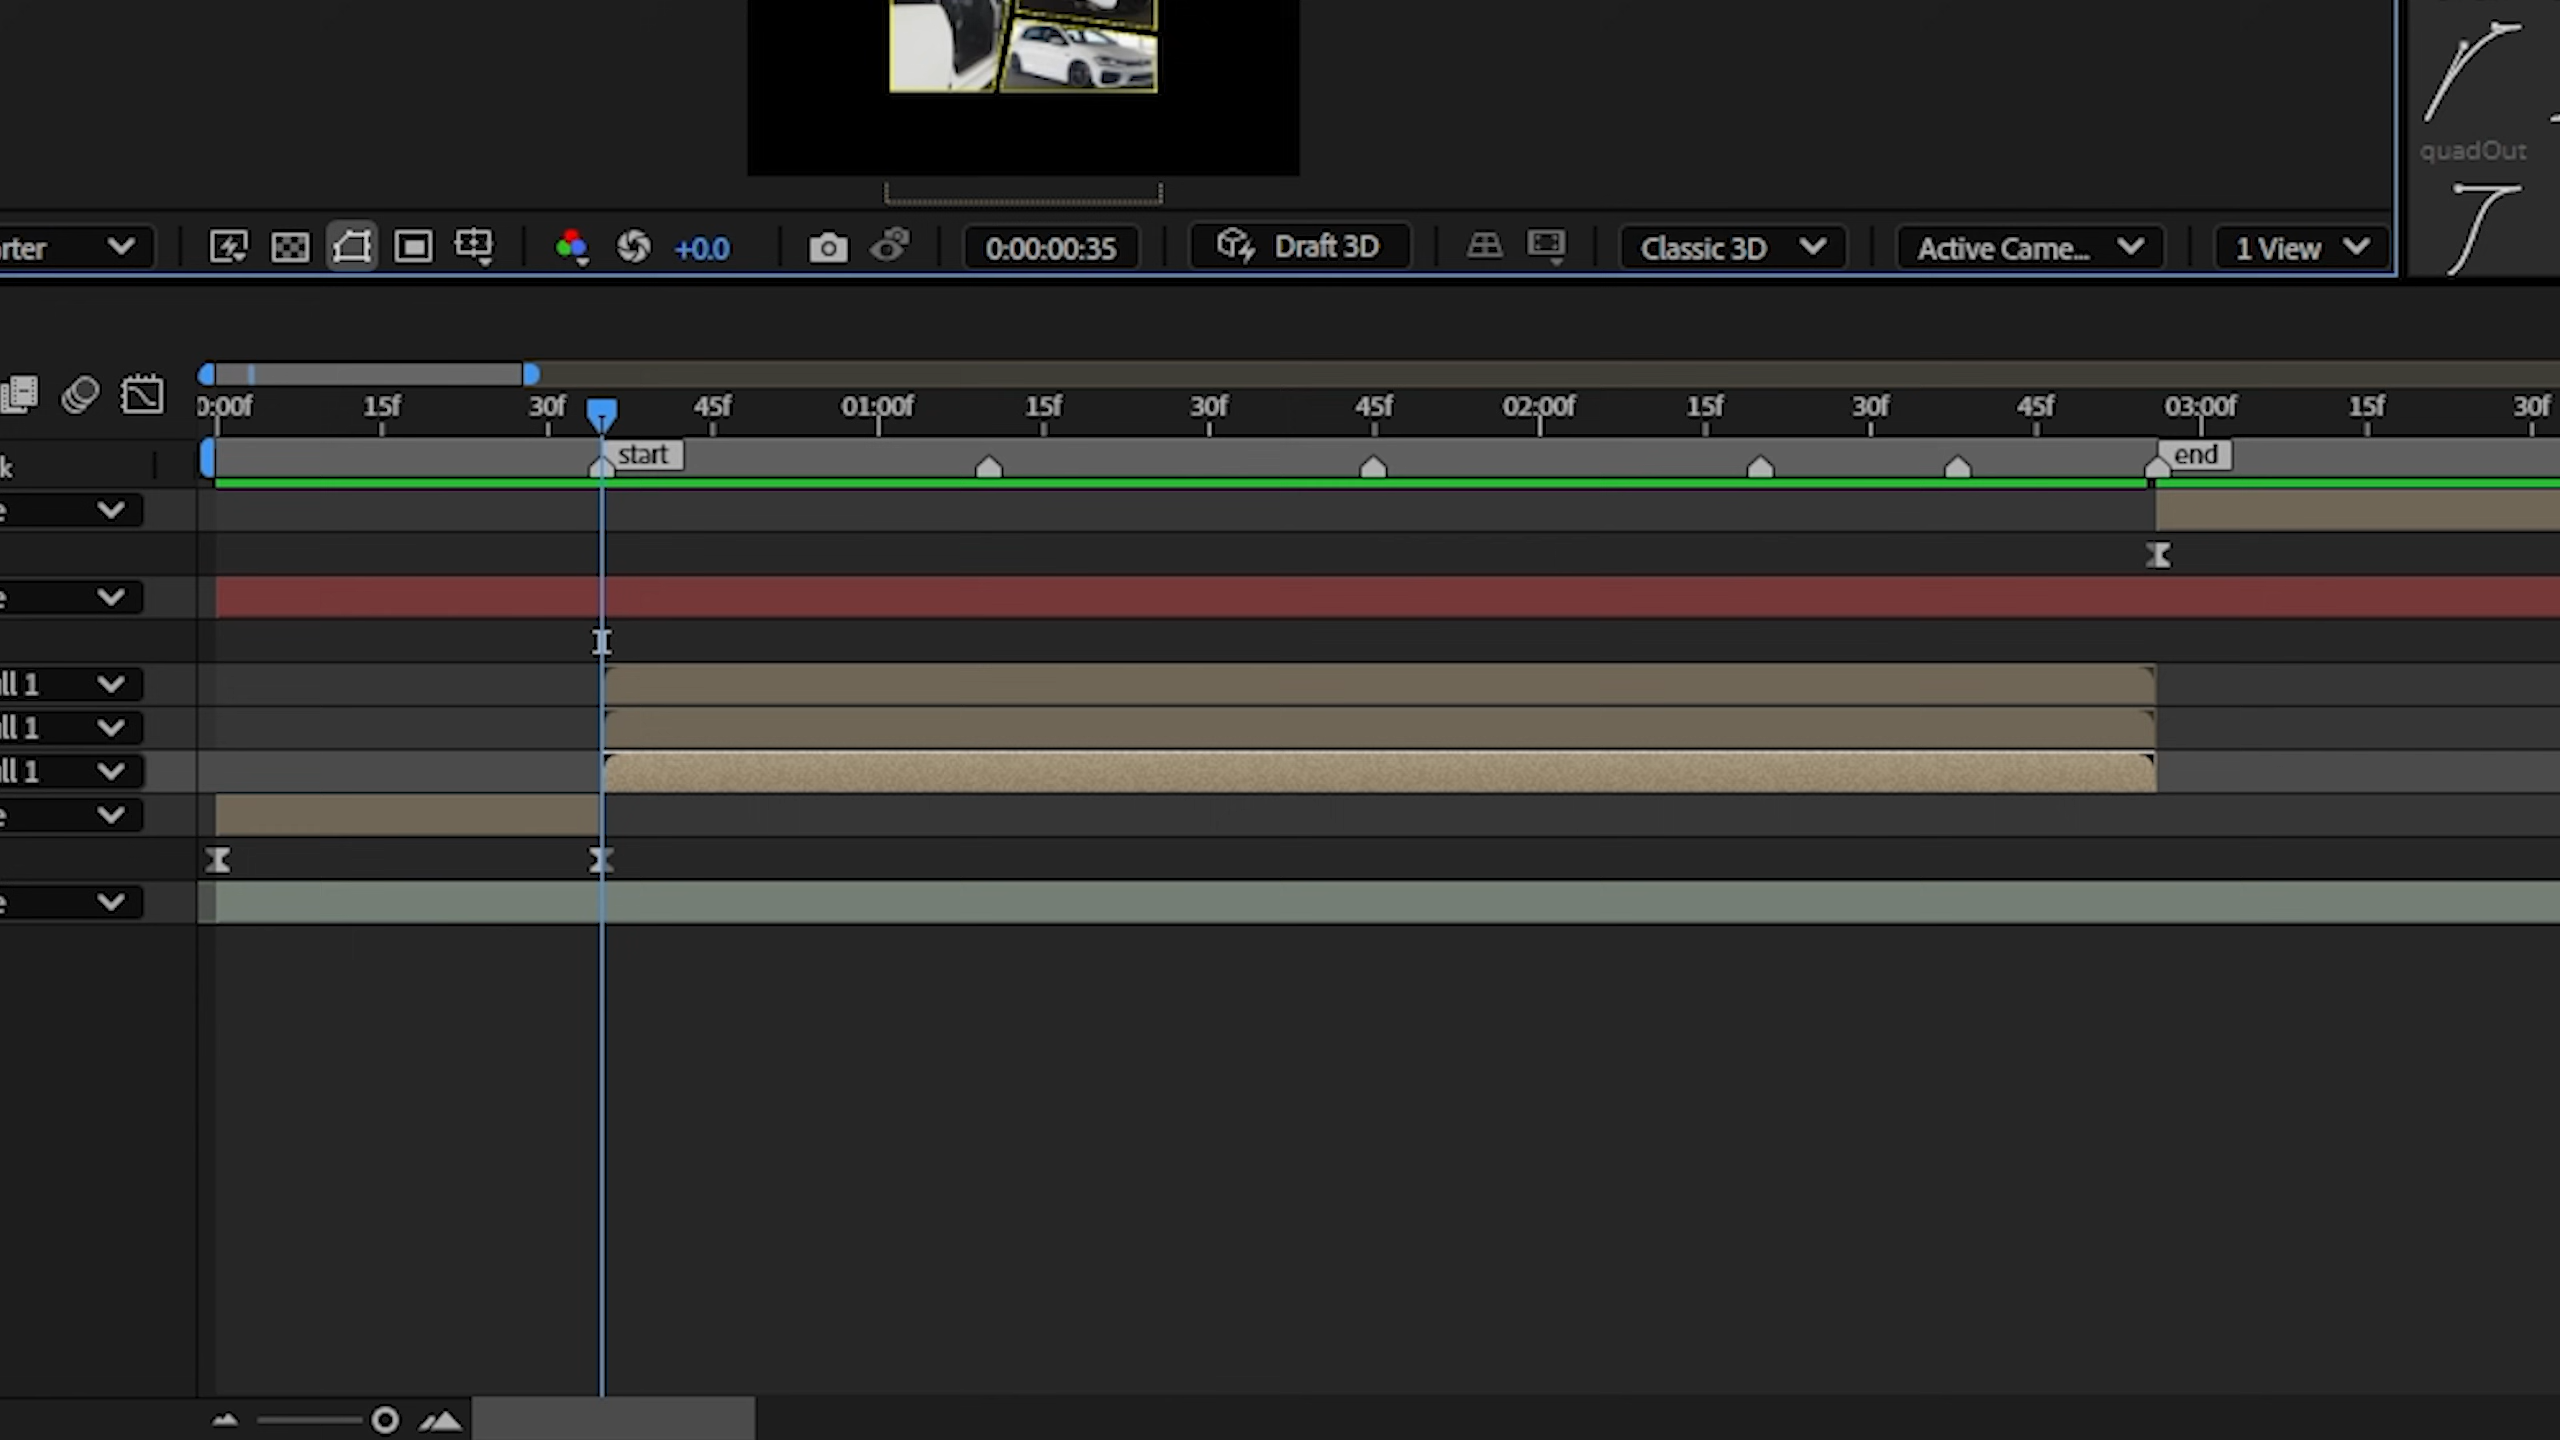 quadOut
rter +0.0 0:00:00:35 Draft 3D Classic 3D Active Came... 1 View
0:00f 15f 30f 45f 01:00f 15f 30f 45f 02:00f 15f 30f 45f 03:00f 15f 30f
start end
k
e
e
ll 1
ll 1
ll 1
e
e